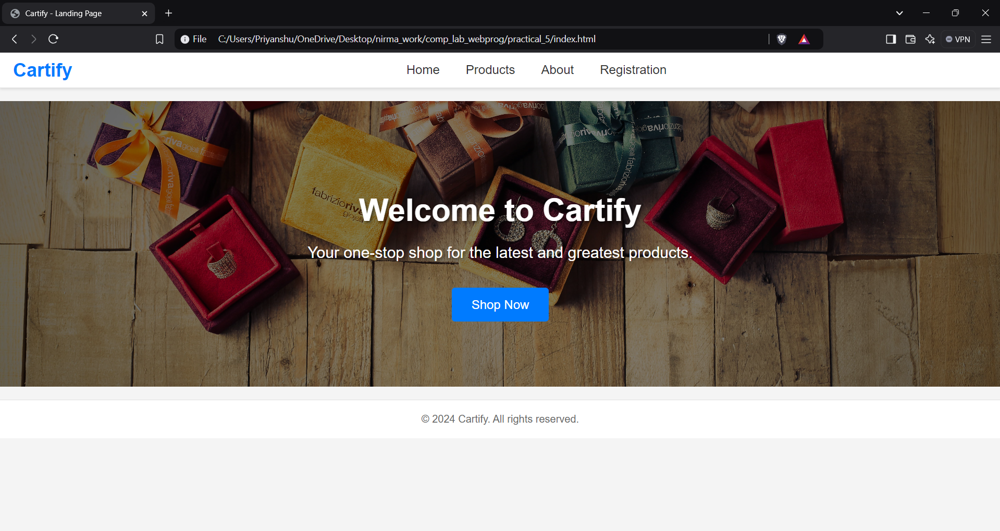 Cartify - Landing Page
File C:/Users/Priyanshu/OneDrive/Desktop/nirma_work/comp_lab_webprog/practical_5/index.html
VPN
Cartify
Home Products About Registration
fabrizioriva
gioielli
Welcome to Cartify
Your one-stop shop for the latest and greatest products.
Shop Now
© 2024 Cartify. All rights reserved.